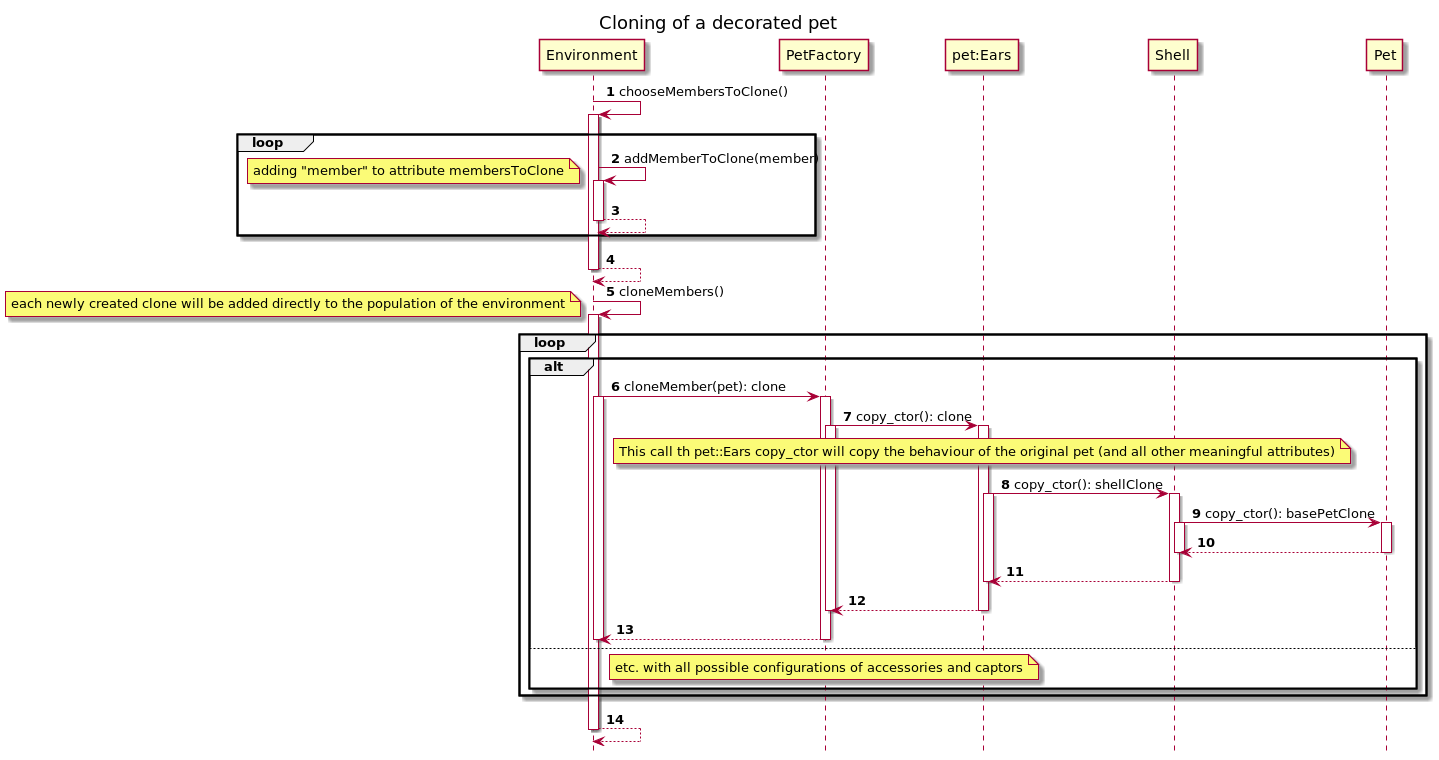 Cloning of a decorated pet
Environment
PetFactory
pet:Ears
Shell
Pet
1 chooseMembersToClone()
loop
2 addMemberToClone(member)
adding "member" to attribute membersToClone
3
4
5 cloneMembers()
each newly created clone will be added directly to the population of the environment
loop
alt
6 cloneMember(pet): clone
7 copy_ctor(): clone
This call th pet::Ears copy_ctor will copy the behaviour of the original pet (and all other meaningful attributes)
8 copy_ctor(): shellClone
9 copy_ctor(): basePetClone
10
11
12
13
etc. with all possible configurations of accessories and captors
14